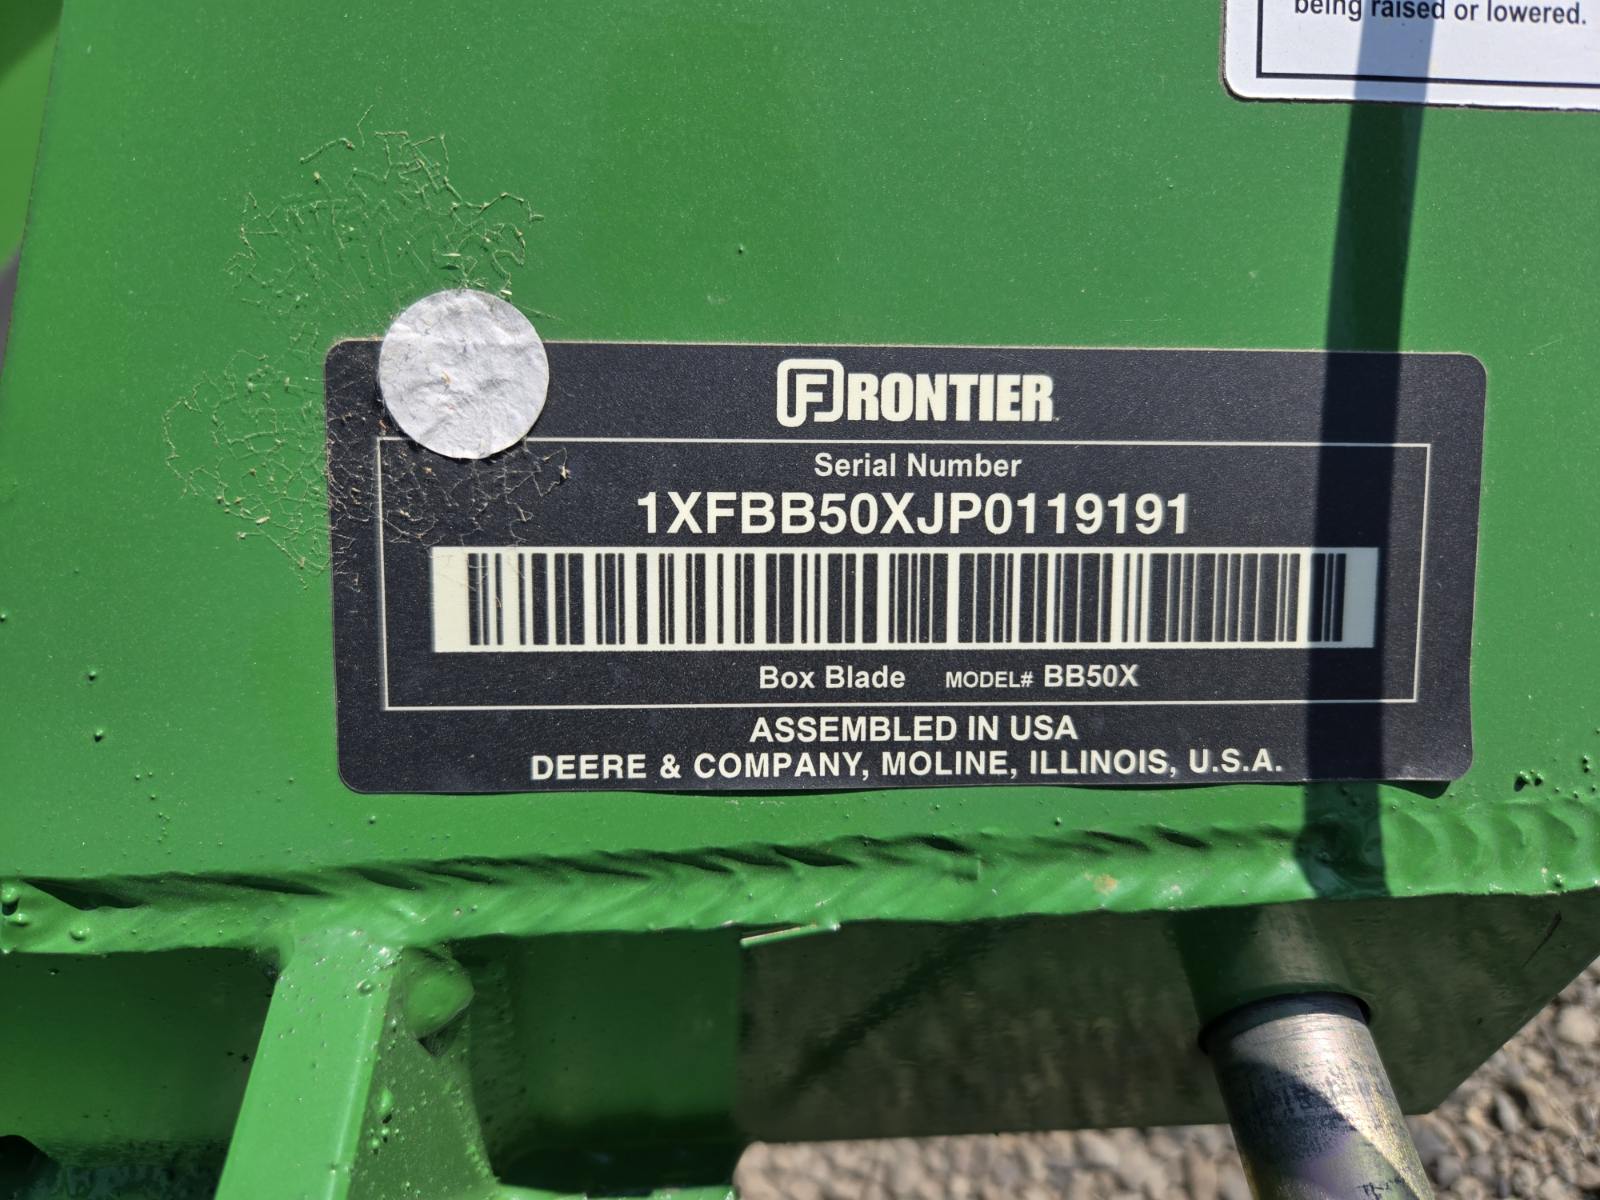 being raised or lowered.
FRONTIER
Serial Number
1XFBB50XJP0119191
Box Blade MODEL# BB50X
ASSEMBLED IN USA
DEERE & COMPANY, MOLINE, ILLINOIS, U.S.A.